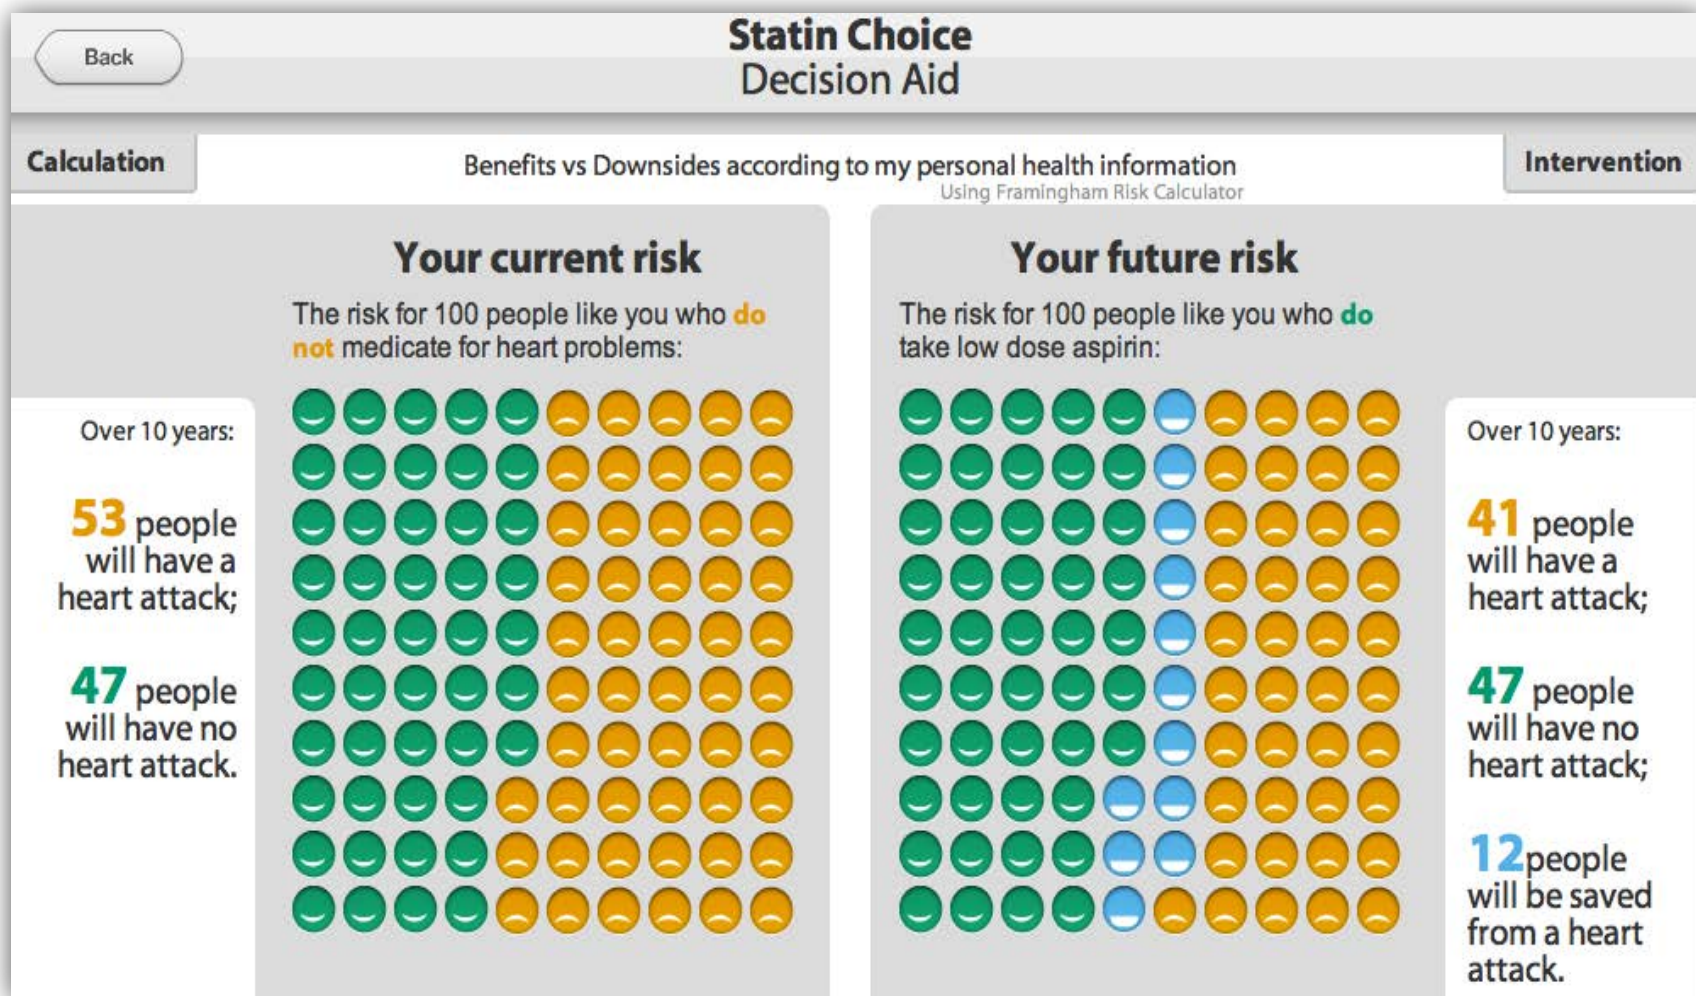 Back
Statin Choice
Decision Aid
Calculation
Benefits vs Downsides according to my personal health information
Using Framingham Risk Calculator
Intervention
Your current risk
The risk for 100 people like you who do
not medicate for heart problems:
Over 10 years:
53 people
will have a
heart attack;
47 people
will have no
heart attack.
Your future risk
The risk for 100 people like you who do
take low dose aspirin:
Over 10 years:
41 people
will have a
heart attack;
47 people
will have no
heart attack;
12people
will be saved
from a heart
attack.